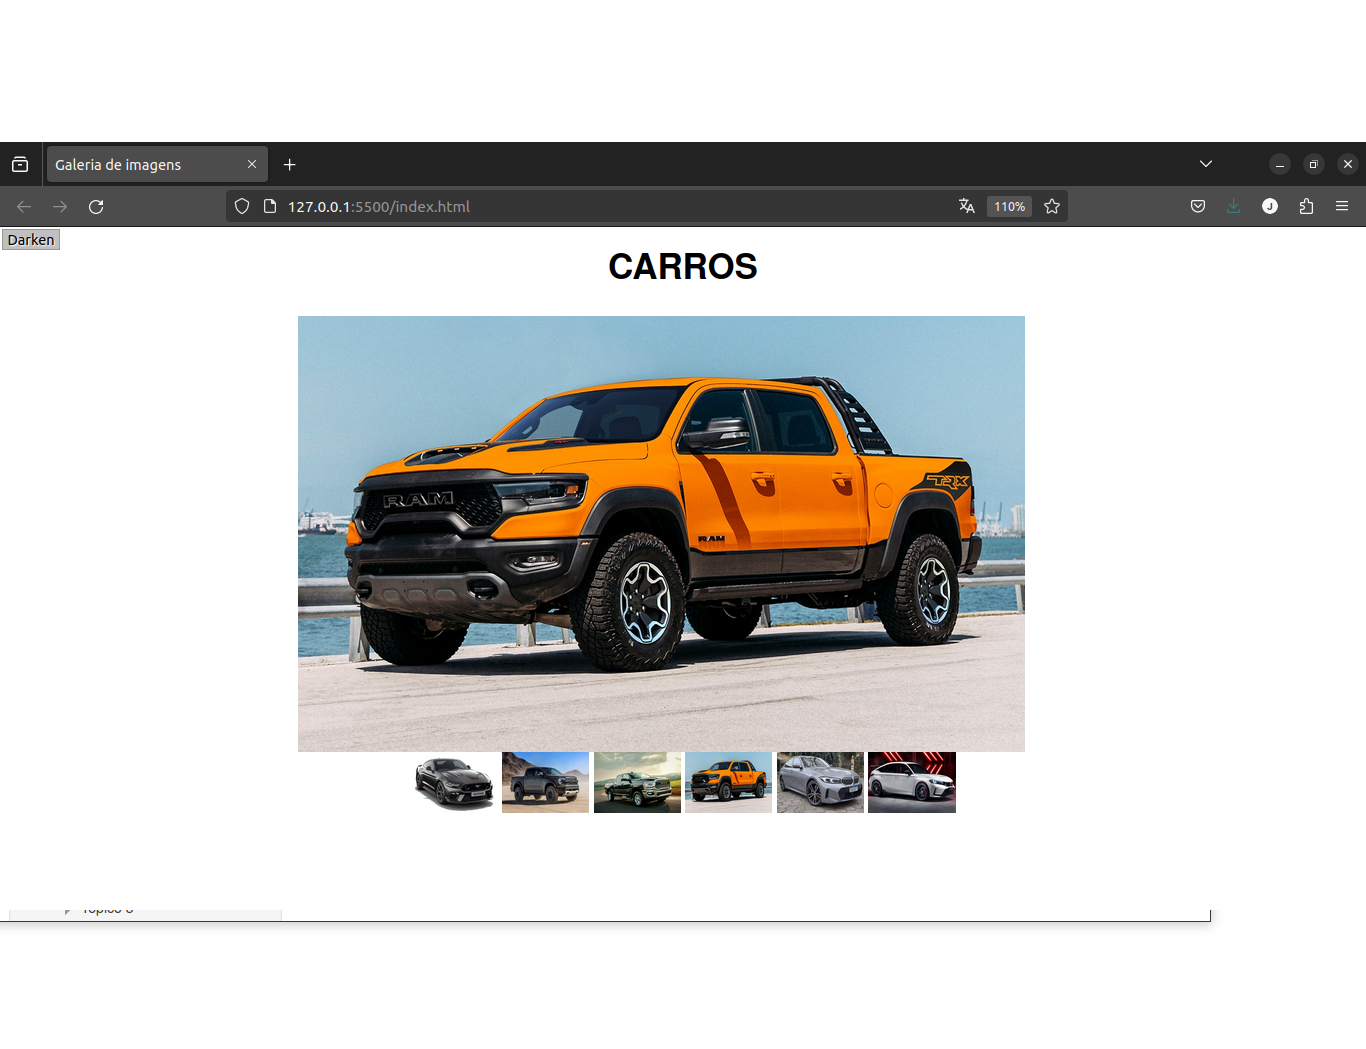 Galeria de imagens
127.0.0.1:5500/index.html
110%
J
Darken
CARROS
RAM
TRX
RAM